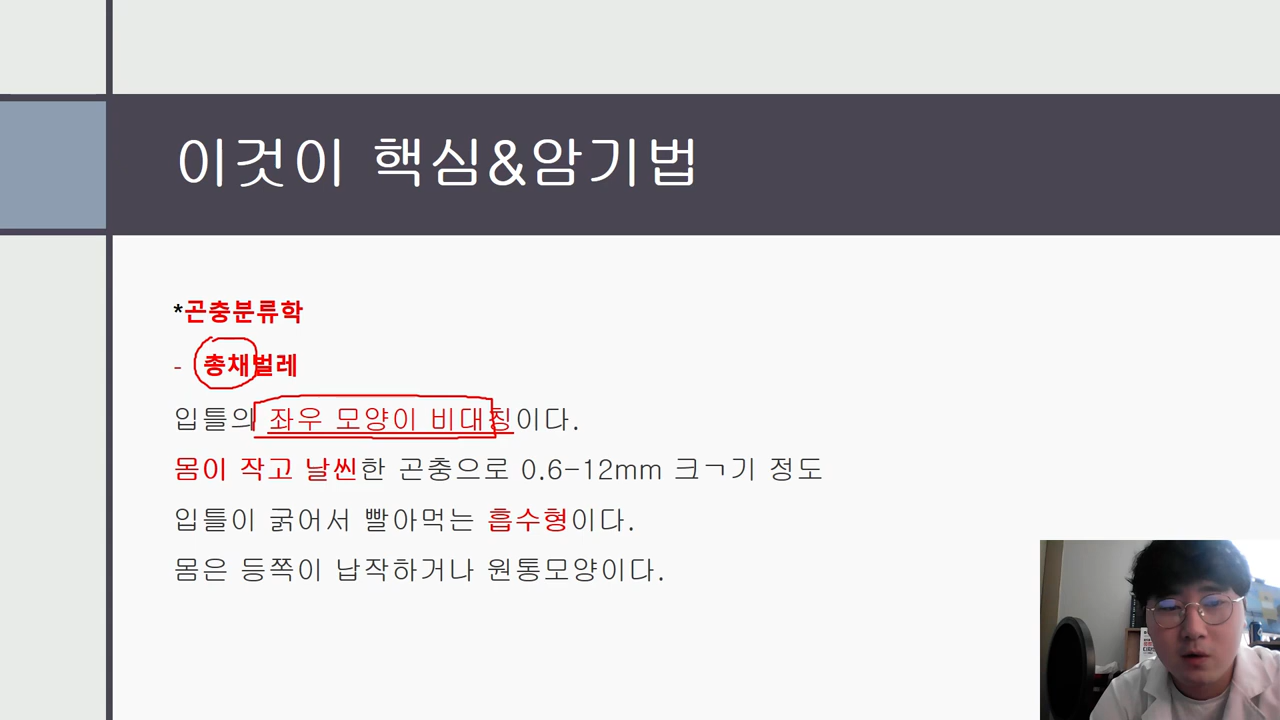 이것이 핵심&암기법
*곤충분류학
- 총채벌레
입틀의 좌우 모양이 비대칭이다.
몸이 작고 날씬한 곤충으로 0.6-12mm 크ㄱ기 정도
입틀이 굵어서 빨아먹는 흡수형이다.
몸은 등쪽이 납작하거나 원통모양이다.